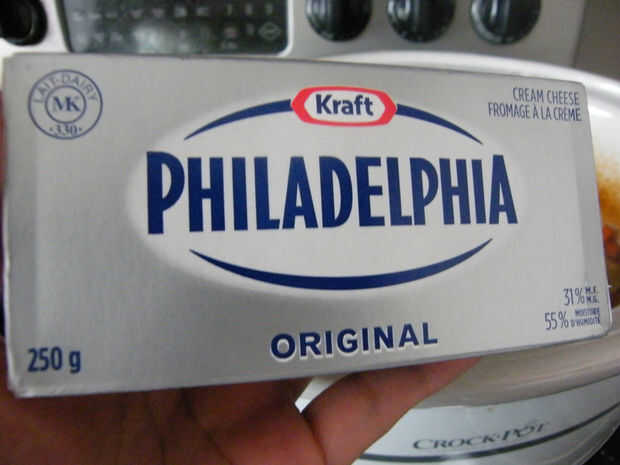 LAIT-DAIRY
MK
•330•
Kraft
CREAM CHEESE
FROMAGE À LA CRÈME
PHILADELPHIA
ORIGINAL
250 g
31% M.F. M.G.
55% MOISTURE D'HUMIDITÉ
CROCK•POT